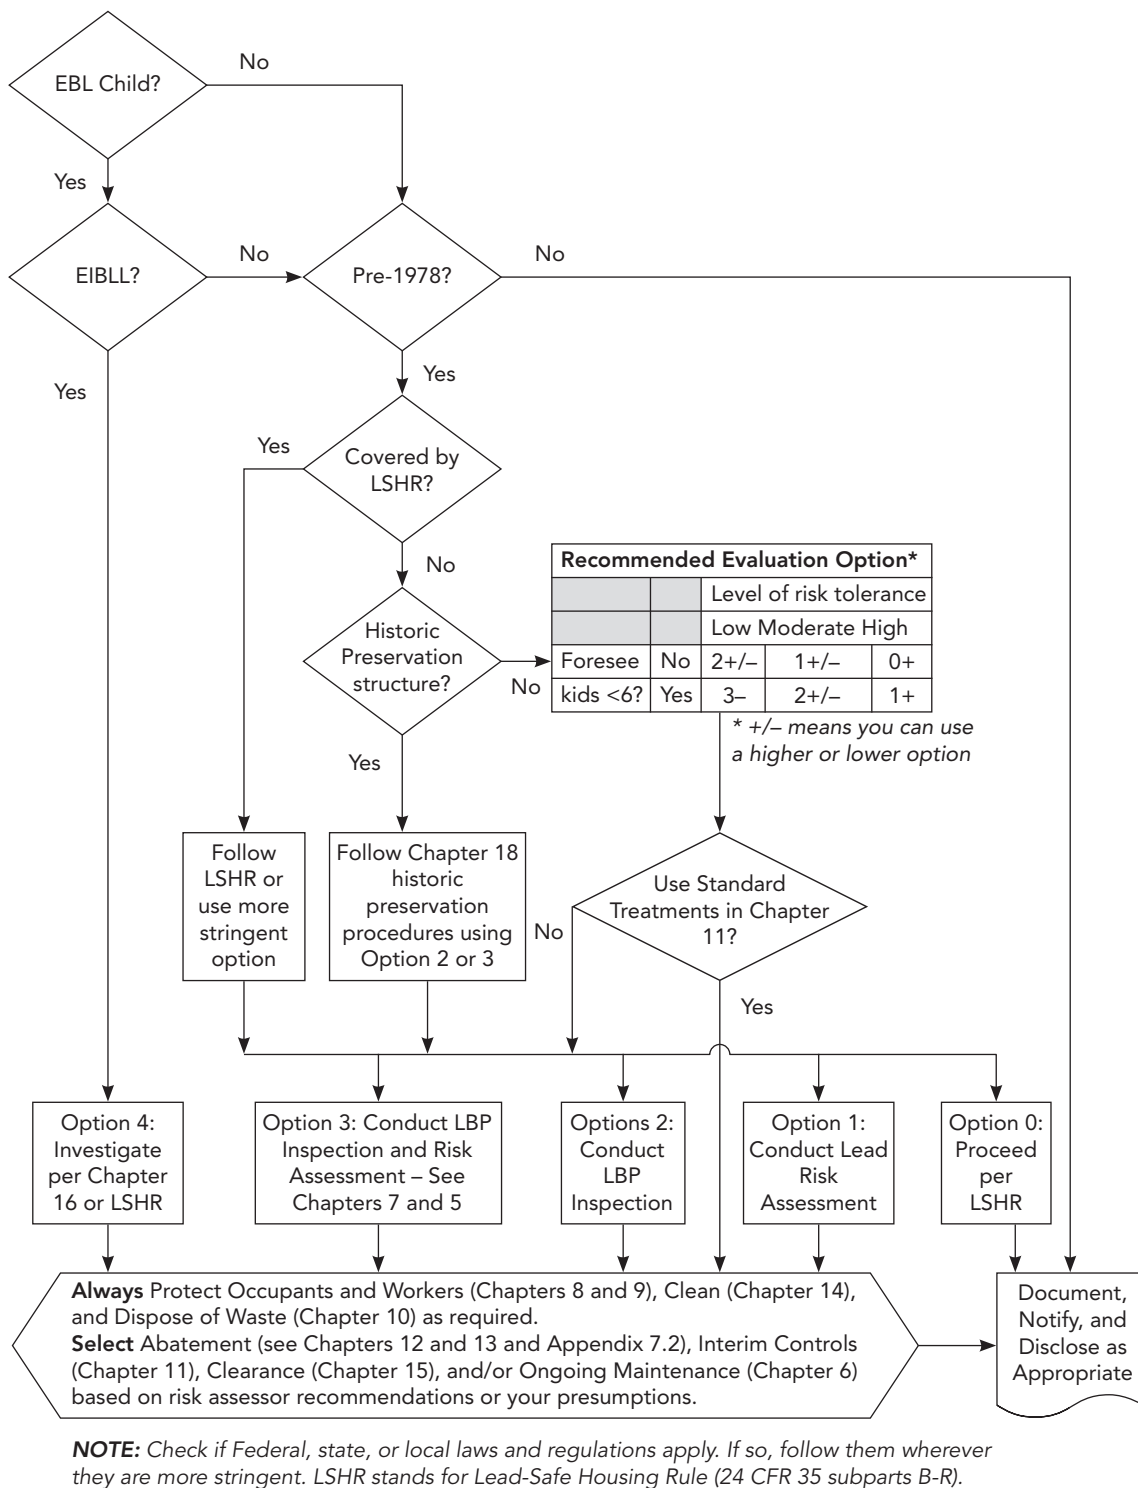 EBL Child?
No
Yes
EIBLL?
No
Pre-1978?
No
Yes
Yes
Covered by
LSHR?
Yes
No
Historic
Preservation
structure?
No
Yes
Recommended Evaluation Option*
Level of risk tolerance
Low Moderate High
Foresee No 2+/– 1+/– 0+
kids <6? Yes 3– 2+/– 1+
* +/– means you can use
a higher or lower option
Follow
LSHR or
use more
stringent
option
Follow Chapter 18
historic
preservation
procedures using
Option 2 or 3
Use Standard
Treatments in Chapter
11?
No
Yes
Option 4:
Investigate
per Chapter
16 or LSHR
Option 3: Conduct LBP
Inspection and Risk
Assessment – See
Chapters 7 and 5
Options 2:
Conduct
LBP
Inspection
Option 1:
Conduct Lead
Risk
Assessment
Option 0:
Proceed
per
LSHR
Always Protect Occupants and Workers (Chapters 8 and 9), Clean (Chapter 14),
and Dispose of Waste (Chapter 10) as required.
Select Abatement (see Chapters 12 and 13 and Appendix 7.2), Interim Controls
(Chapter 11), Clearance (Chapter 15), and/or Ongoing Maintenance (Chapter 6)
based on risk assessor recommendations or your presumptions.
Document,
Notify, and
Disclose as
Appropriate
NOTE: Check if Federal, state, or local laws and regulations apply. If so, follow them wherever
they are more stringent. LSHR stands for Lead-Safe Housing Rule (24 CFR 35 subparts B-R).